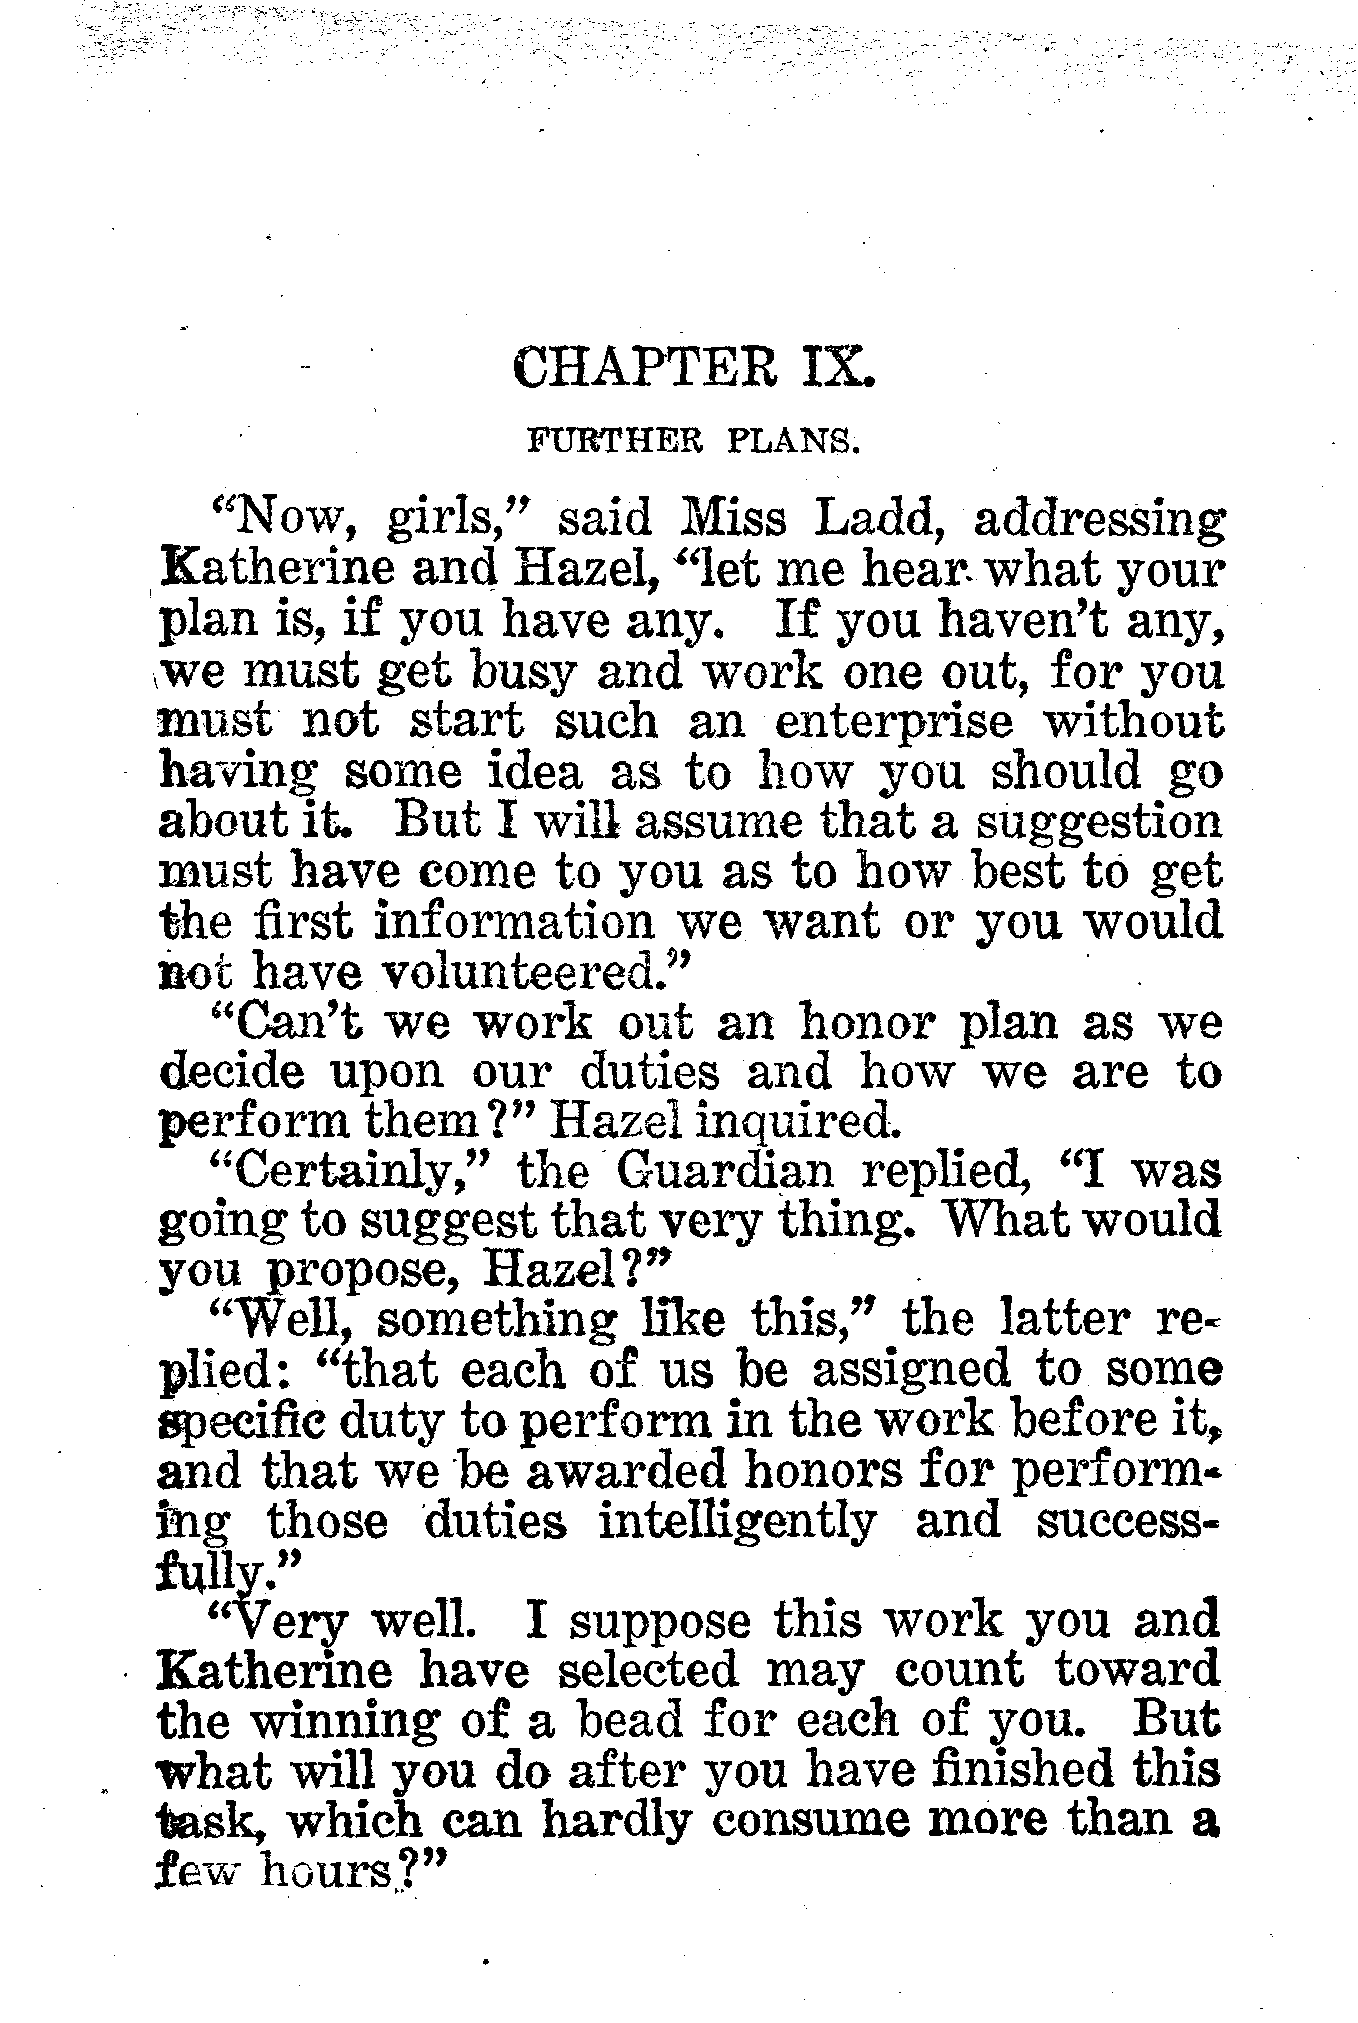 CHAPTER IX.
FURTHER PLANS.
“Now, girls,” said Miss Ladd, addressing
Katherine and Hazel, “let me hear what your
plan is, if you have any. If you haven’t any,
we must get busy and work one out, for you
must not start such an enterprise without
having some idea as to how you should go
about it. But I will assume that a suggestion
must have come to you as to how best to get
the first information we want or you would
not have volunteered.”
“Can’t we work out an honor plan as we
decide upon our duties and how we are to
perform them?” Hazel inquired.
“Certainly,” the Guardian replied, “I was
going to suggest that very thing. What would
you propose, Hazel?”
“Well, something like this,” the latter re-
plied: “that each of us be assigned to some
specific duty to perform in the work before it,
and that we be awarded honors for perform-
ing those duties intelligently and success-
fully.”
“Very well. I suppose this work you and
Katherine have selected may count toward
the winning of a bead for each of you. But
what will you do after you have finished this
task, which can hardly consume more than a
few hours?”